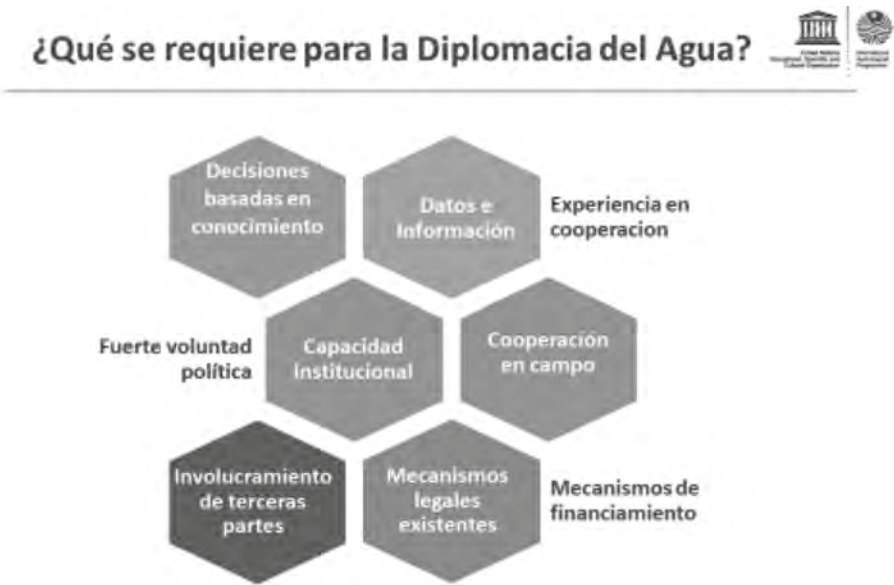 ¿Qué se requiere para la Diplomacia del Agua?
Decisiones
basadas en
conocimiento
Datos e
Información
Experiencia en
cooperacion
Fuerte voluntad
política
Capacidad
Institucional
Cooperación
en campo
Involucramiento
de terceras
partes
Mecanismos
legales
existentes
Mecanismos de
financiamiento